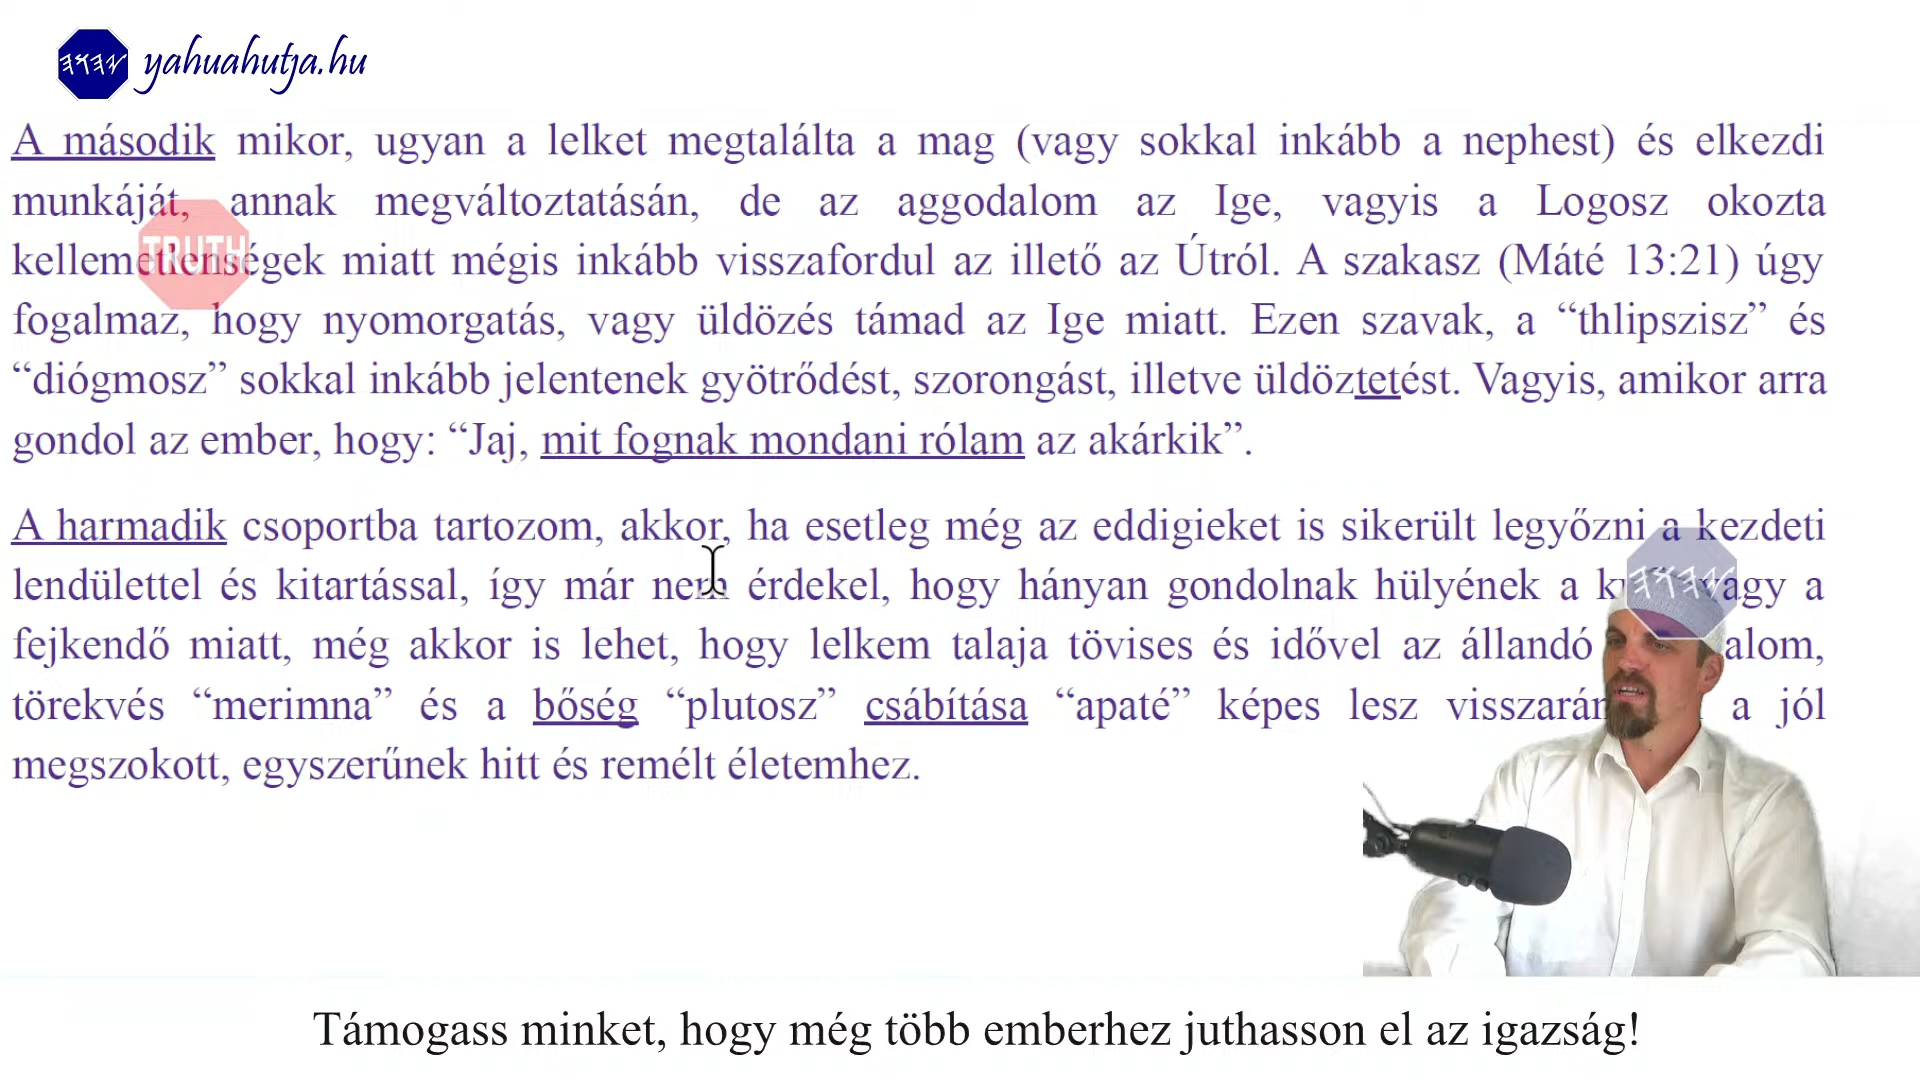 yahuahutja.hu
A második mikor, ugyan a lelket megtalálta a mag (vagy sokkal inkább a nephest) és elkezdi
munkáját, annak megváltoztatásán, de az aggodalom az Ige, vagyis a Logosz okozta
TRUTH
kellemetlenségek miatt mégis inkább visszafordul az illető az Útról. A szakasz (Máté 13:21) úgy
fogalmaz, hogy nyomorgatás, vagy üldözés támad az Ige miatt. Ezen szavak, a “thlipszisz” és
“diógmosz” sokkal inkább jelentenek gyötrődést, szorongást, illetve üldöztetést. Vagyis, amikor arra
gondol az ember, hogy: “Jaj, mit fognak mondani rólam az akárkik”.
A harmadik csoportba tartozom, akkor, ha esetleg még az eddigieket is sikerült legyőzni a kezdeti
lendülettel és kitartással, így már nem érdekel, hogy hányan gondolnak hülyének a vagy a
fejkendő miatt, még akkor is lehet, hogy lelkem talaja tövises és idővel az állandó
törekvés “merimna” és a bőség “plutosz” csábítása “apaté” képes lesz a jól
megszokott, egyszerűnek hitt és remélt életemhez.
Támogass minket, hogy még több emberhez juthasson el az igazság!